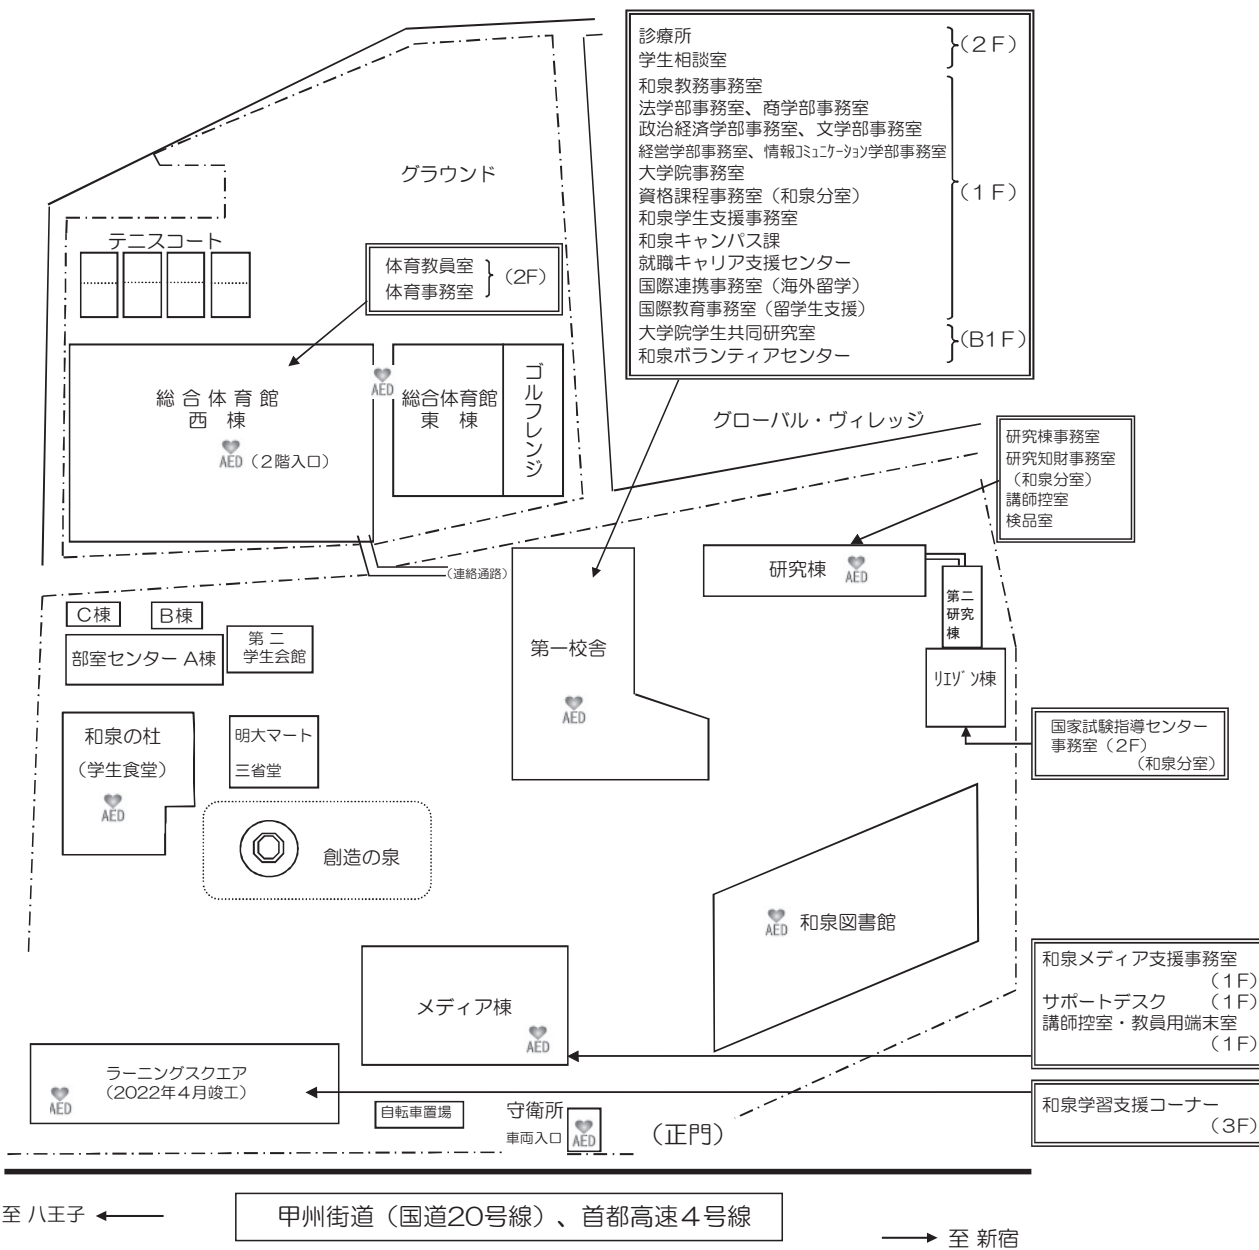 診療所
学生相談室
(2F)
和泉教務事務室
法学部事務室、商学部事務室
政治経済学部事務室、文学部事務室
経営学部事務室、情報ｺﾐｭﾆｹｰｼｮﾝ学部事務室
大学院事務室
資格課程事務室(和泉分室)
和泉学生支援事務室
和泉キャンパス課
就職キャリア支援センター
国際連携事務室(海外留学)
国際教育事務室(留学生支援)
(1F)
大学院学生共同研究室
和泉ボランティアセンター
(B1F)
グラウンド
テニスコート
体育教員室
体育事務室
(2F)
総合体育館
西棟
AED(2階入口)
AED
総合体育館
東棟
ゴルフレンジ
グローバル・ヴィレッジ
研究棟事務室
研究知財事務室
(和泉分室)
講師控室
検品室
(連絡通路)
研究棟
AED
第二
研究
棟
C棟
B棟
部室センター A棟
第二
学生会館
第一校舎
AED
ﾘｴｿﾞﾝ棟
国家試験指導センター
事務室(2F)
(和泉分室)
和泉の杜
(学生食堂)
AED
明大マート
三省堂
創造の泉
AED
和泉図書館
メディア棟
AED
和泉メディア支援事務室
(1F)
サポートデスク (1F)
講師控室・教員用端末室
(1F)
ラーニングスクエア
(2022年4月竣工)
AED
和泉学習支援コーナー
(3F)
自転車置場
守衛所
車両入口
AED
(正門)
至 八王子
甲州街道(国道20号線)、首都高速4号線
至 新宿